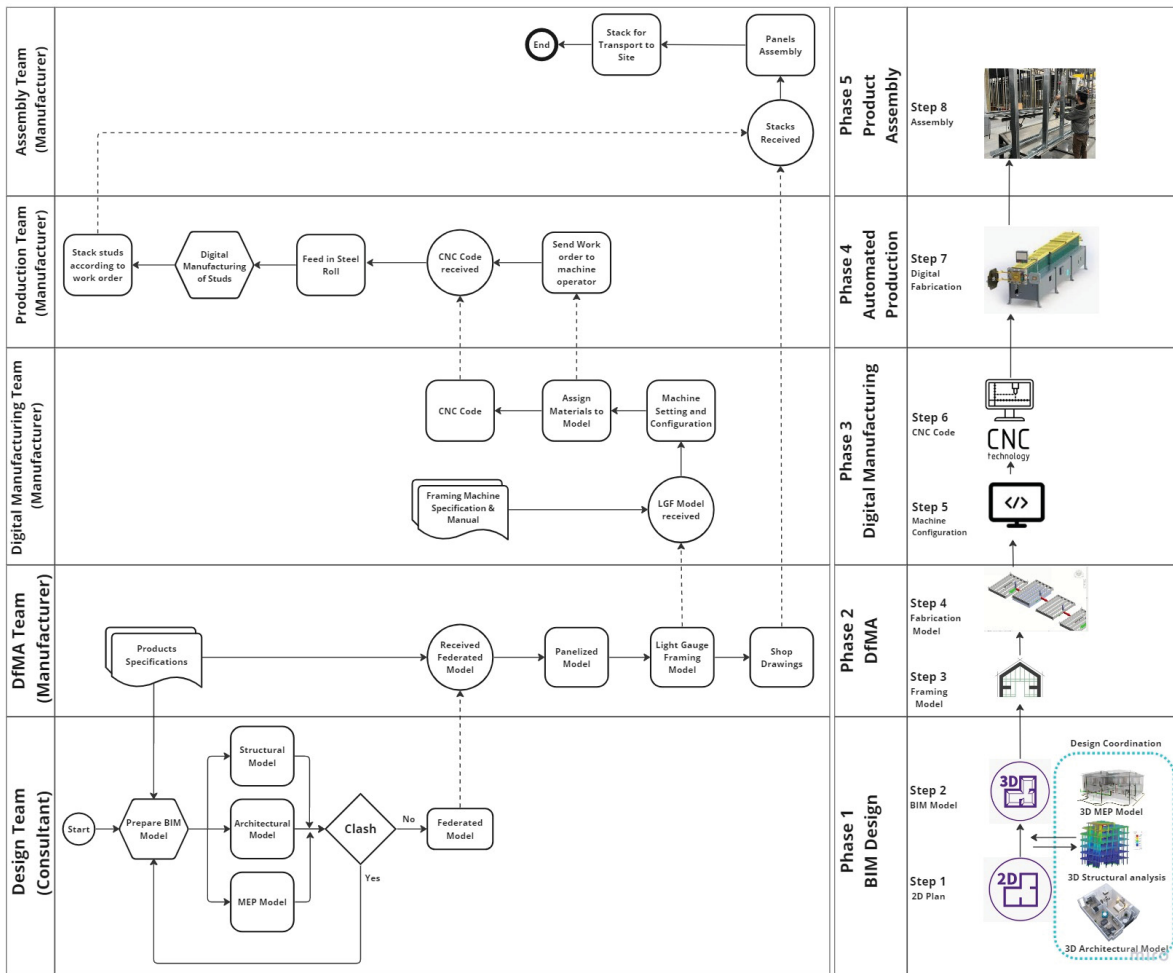 Assembly Team
(Manufacturer)
End
Stack for
Transport to
Site
Panels
Assembly
Stacks
Received
Production Team
(Manufacturer)
Stack studs
according to
work order
Digital
Manufacturing
of Studs
Feed in Steel
Roll
CNC Code
received
Send Work
order to
machine
operator
Digital Manufacturing Team
(Manufacturer)
CNC Code
Assign
Materials to
Model
Machine
Setting and
Configuration
Framing Machine
Specification &
Manual
LGF Model
received
DfMA Team
(Manufacturer)
Products
Specifications
Received
Federated
Model
Panelized
Model
Light Gauge
Framing
Model
Shop
Drawings
Design Team
(Consultant)
Start
Prepare BIM
Model
Structural
Model
Architectural
Model
MEP Model
Clash
No
Yes
Federated
Model
Phase 5
Product
Assembly
Step 8
Assembly
Phase 4
Automated
Production
Step 7
Digital
Fabrication
Phase 3
Digital Manufacturing
Step 6
CNC Code
CNC
technology
Step 5
Machine
Configuration
</>
Phase 2
DfMA
Step 4
Fabrication
Model
Step 3
Framing
Model
Phase 1
BIM Design
Design Coordination
Step 2
BIM Model
3D
3D MEP Model
3D Structural analysis
Step 1
2D Plan
2D
3D Architectural Model
miro